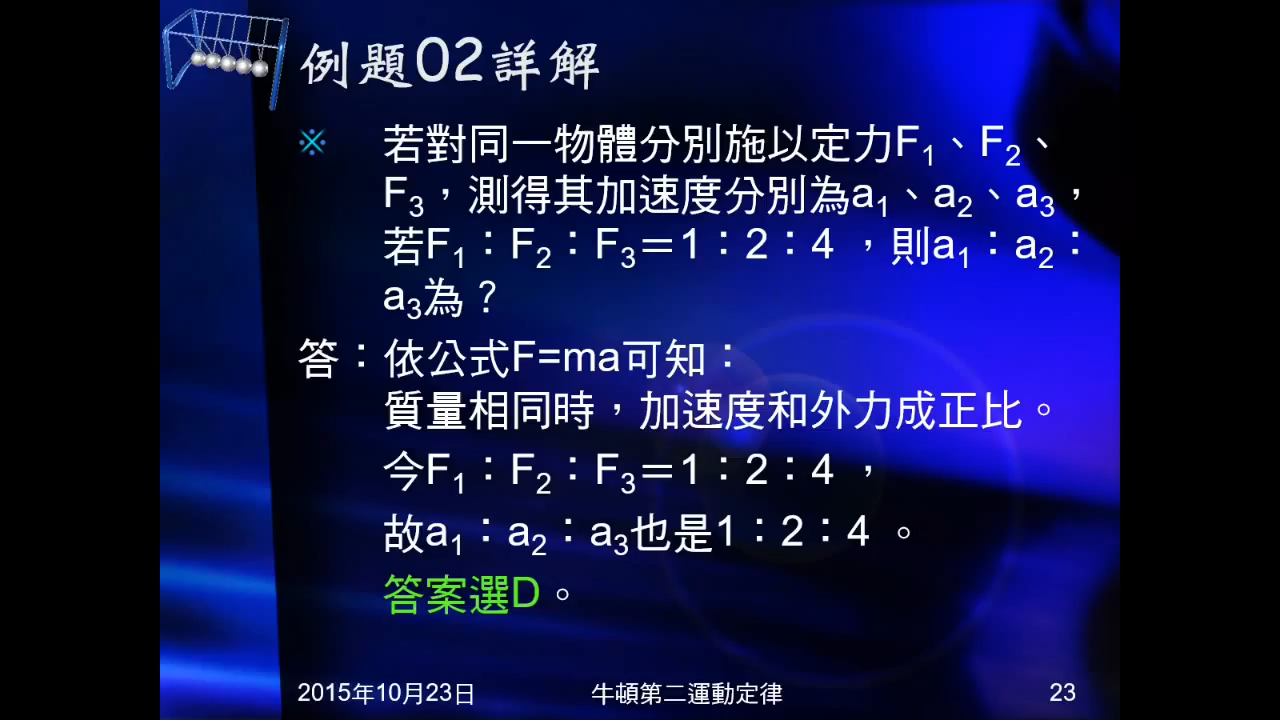 例題02詳解
※ 若對同一物體分別施以定力F₁、F₂、
F₃，測得其加速度分別為a₁、a₂、a₃，
若F₁：F₂：F₃＝1：2：4 ，則a₁：a₂：
a₃為？
答：依公式F=ma可知：
質量相同時，加速度和外力成正比。
今F₁：F₂：F₃＝1：2：4 ，
故a₁：a₂：a₃也是1：2：4 。
答案選D。
2015年10月23日 牛頓第二運動定律 23